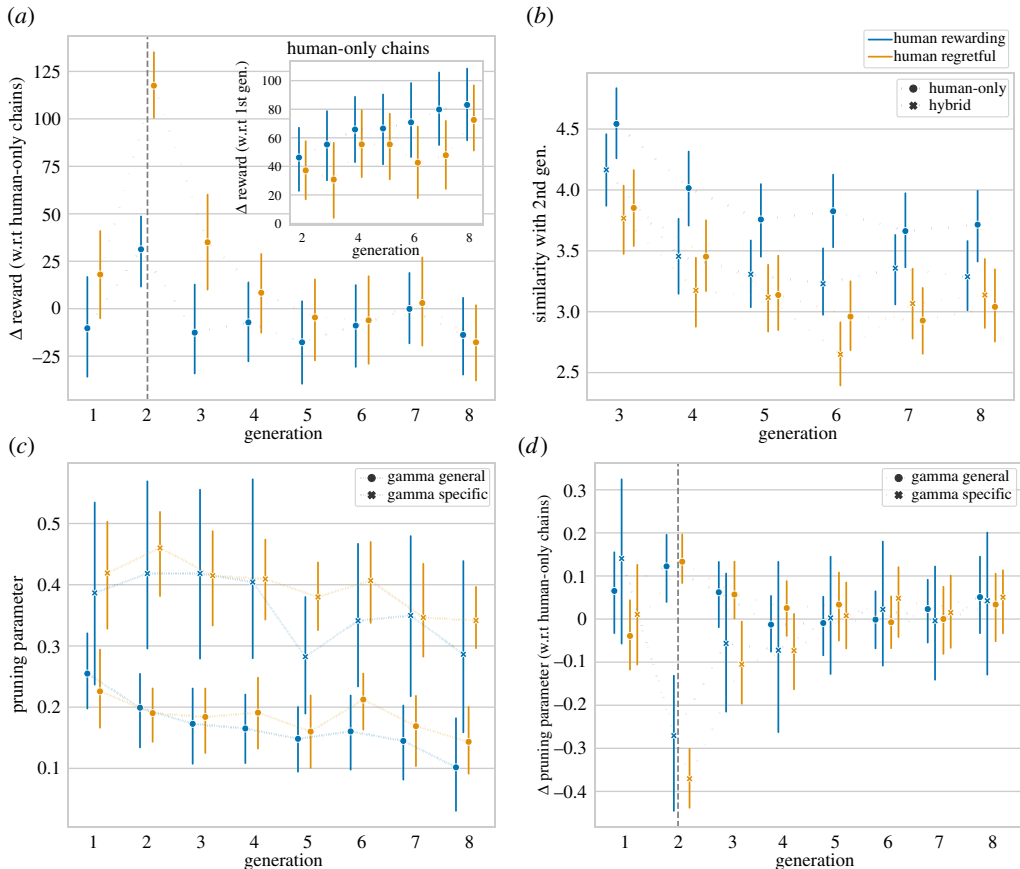 (a)
Δ reward (w.r.t human-only chains)
125
100
75
50
25
0
−25
1 2 3 4 5 6 7 8
generation
human-only chains
Δ reward (w.r.t 1st gen.)
100
80
60
40
20
0
2 4 6 8
generation
(b)
human rewarding
human regretful
human-only
hybrid
similarity with 2nd gen.
4.5
4.0
3.5
3.0
2.5
3 4 5 6 7 8
generation
(c)
gamma general
gamma specific
pruning parameter
0.5
0.4
0.3
0.2
0.1
1 2 3 4 5 6 7 8
generation
(d)
gamma general
gamma specific
Δ pruning parameter (w.r.t human-only chains)
0.3
0.2
0.1
0
−0.1
−0.2
−0.3
−0.4
1 2 3 4 5 6 7 8
generation